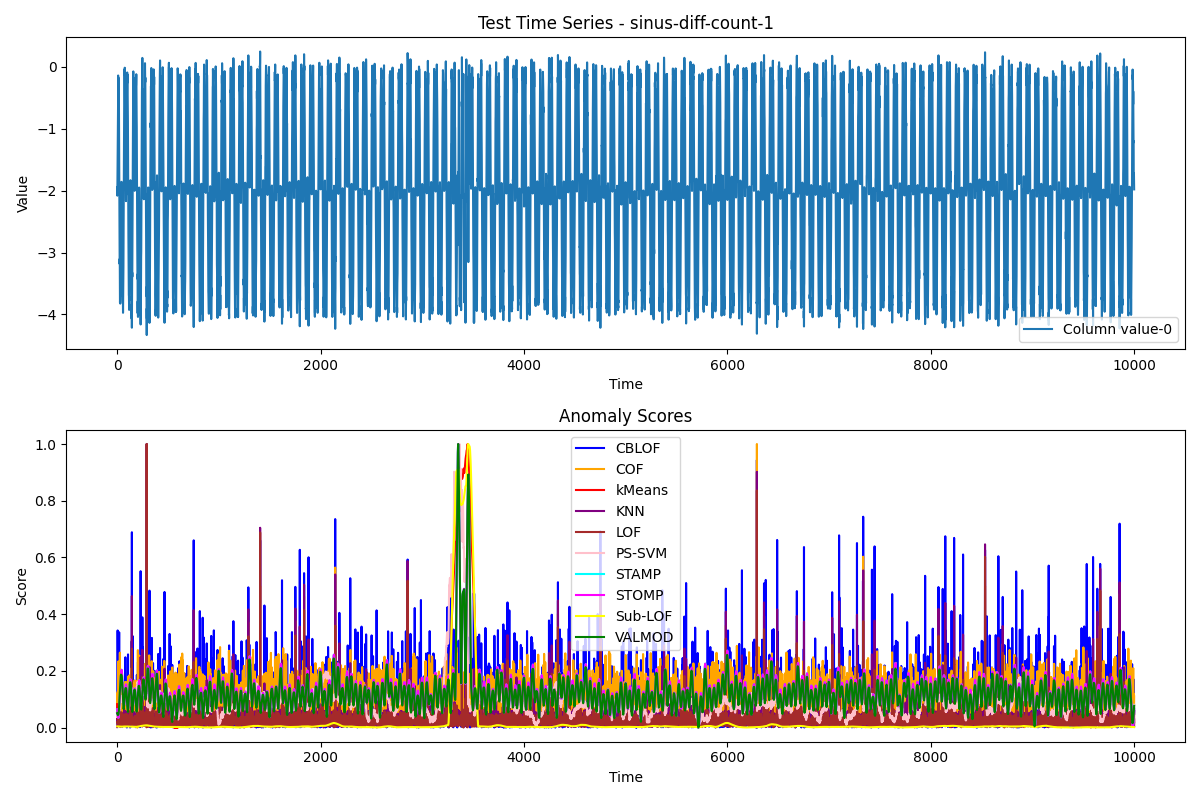 Test Time Series - sinus-diff-count-1
0
−1
−2
−3
−4
Value
Column value-0
0 2000 4000 6000 8000 10000
Time
Anomaly Scores
1.0
0.8
0.6
0.4
0.2
0.0
Score
CBLOF
COF
kMeans
KNN
LOF
PS-SVM
STAMP
STOMP
Sub-LOF
VALMOD
0 2000 4000 6000 8000 10000
Time